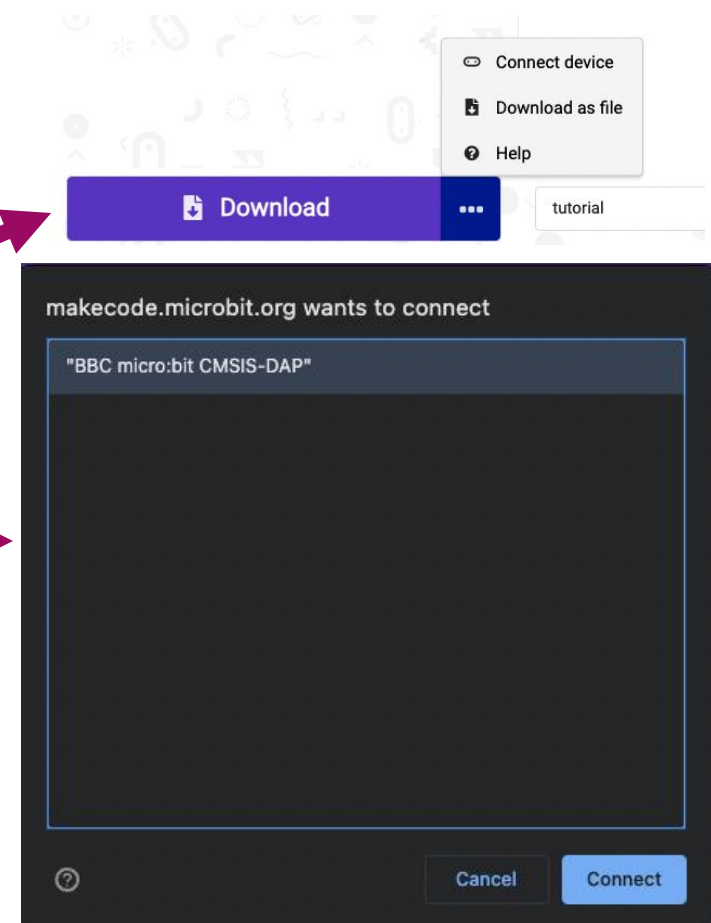 Connect device
Download as file
Help
Download
tutorial
makecode.microbit.org wants to connect
"BBC micro:bit CMSIS-DAP"
Cancel
Connect